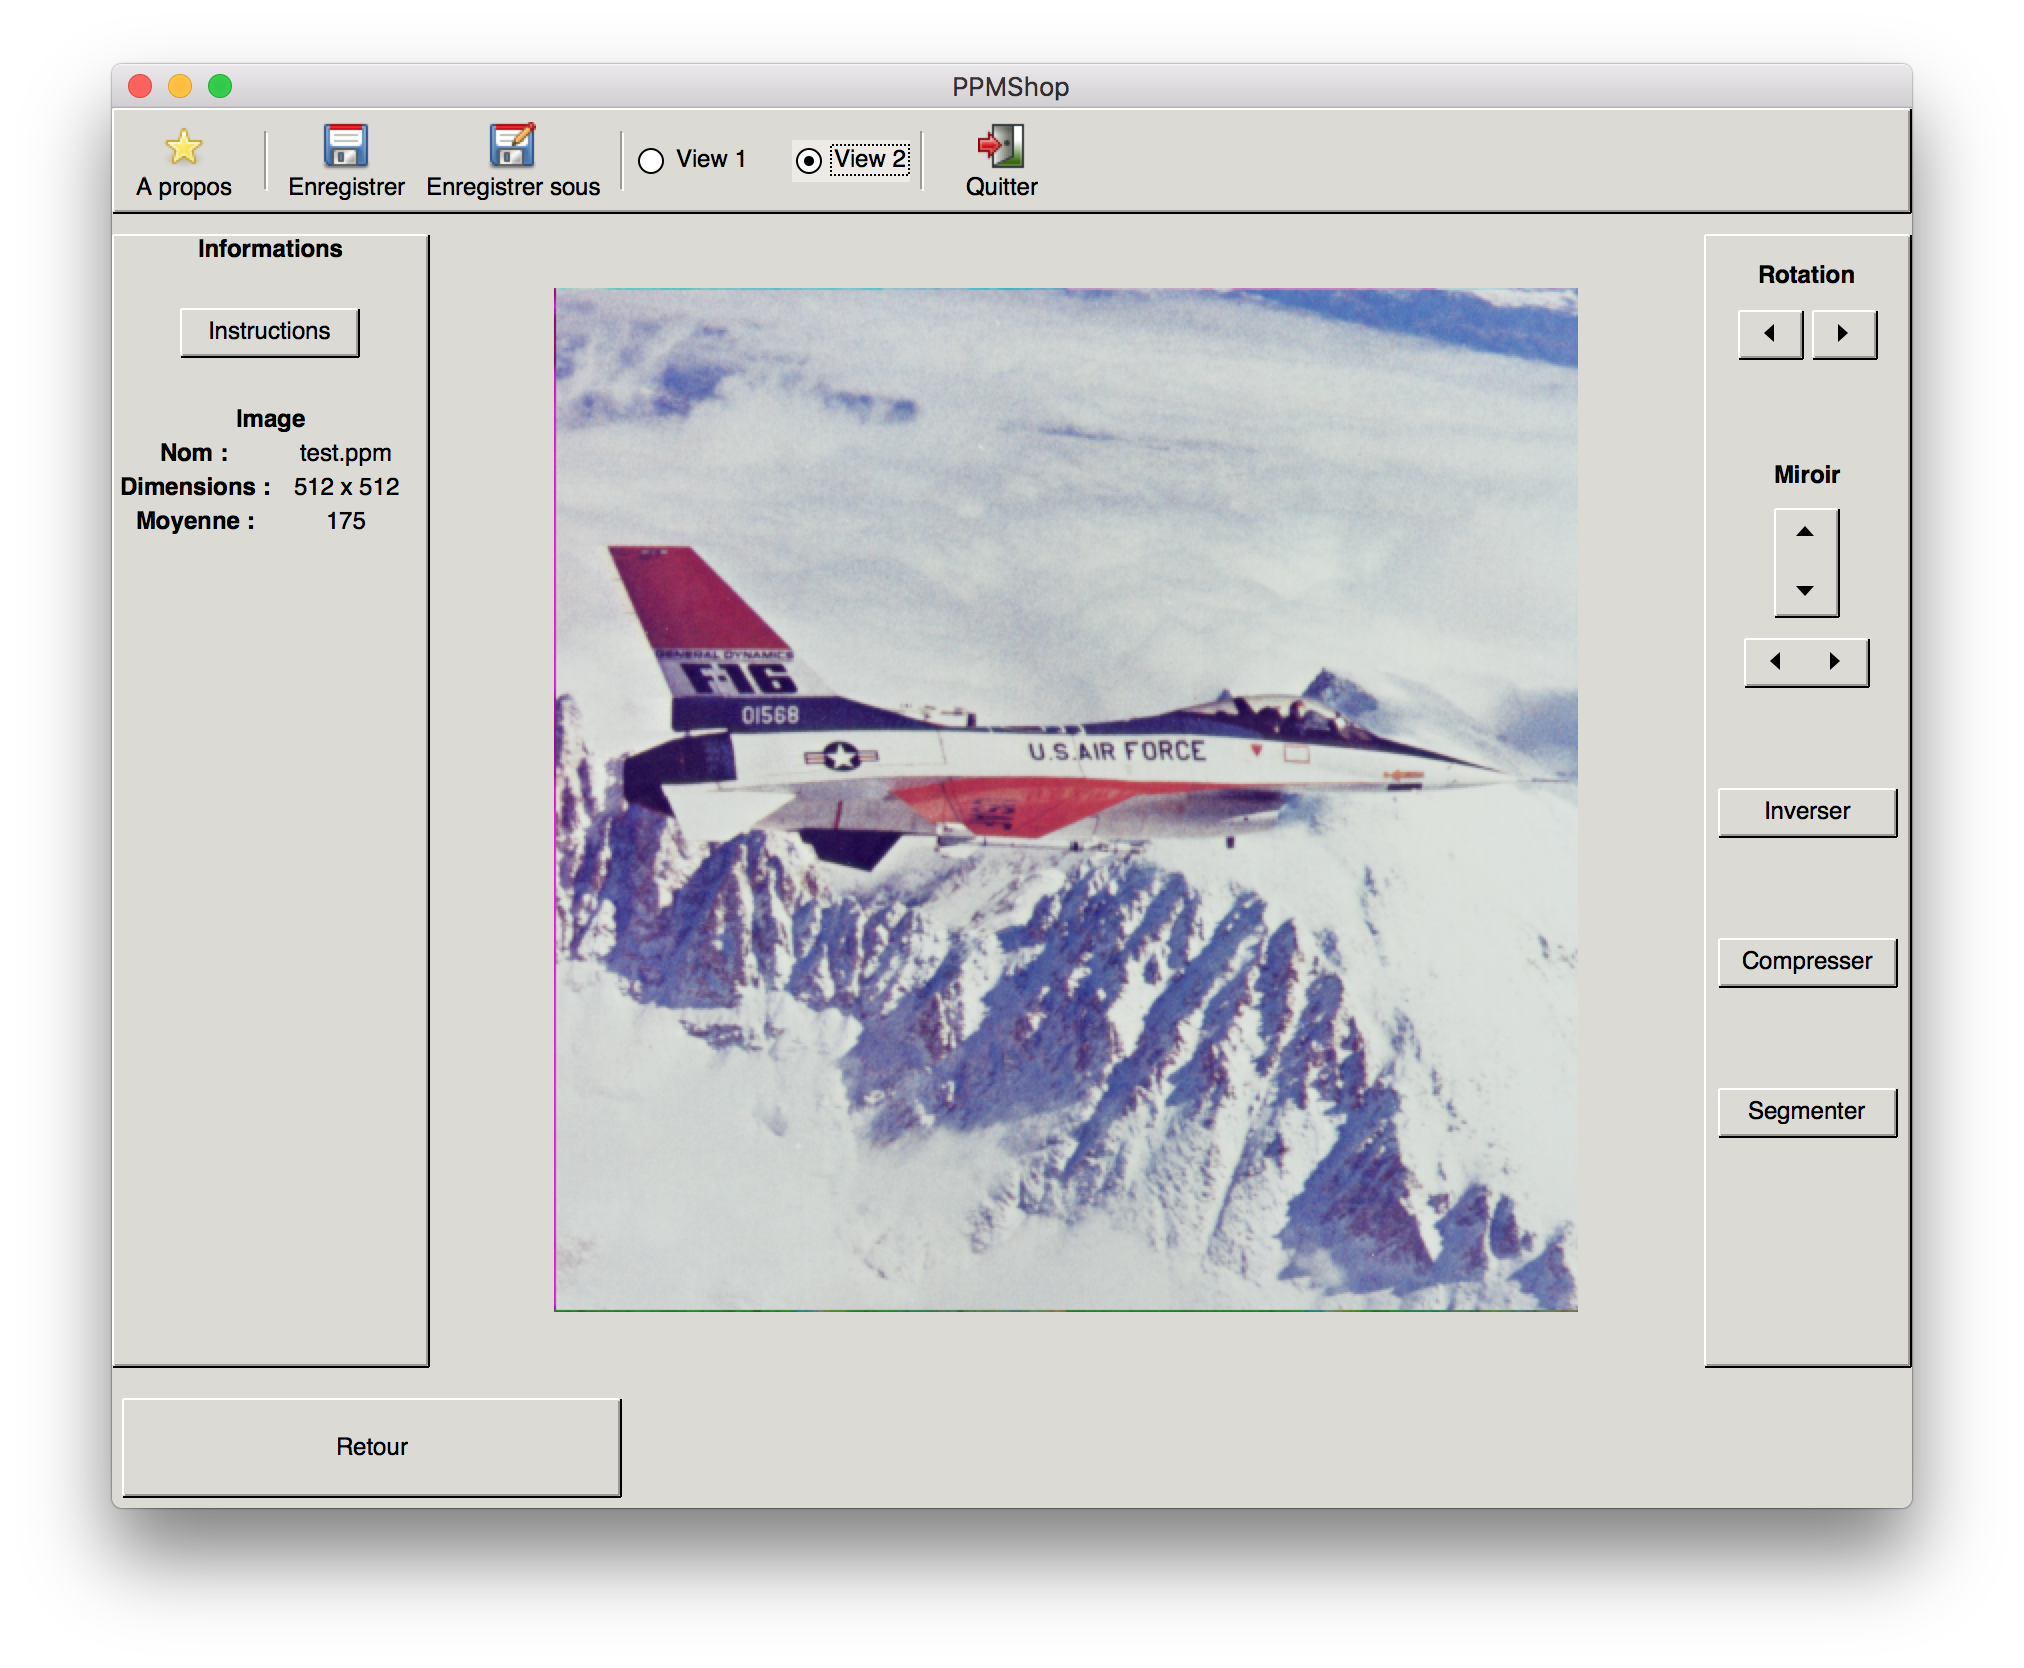 PPMShop
A propos
Enregistrer
Enregistrer sous
View 1
View 2
Quitter
Informations
Instructions
Image
Nom : test.ppm
Dimensions : 512 x 512
Moyenne : 175
GENERAL DYNAMICS
F-16
01568
U.S.AIR FORCE
Rotation
Miroir
Inverser
Compresser
Segmenter
Retour